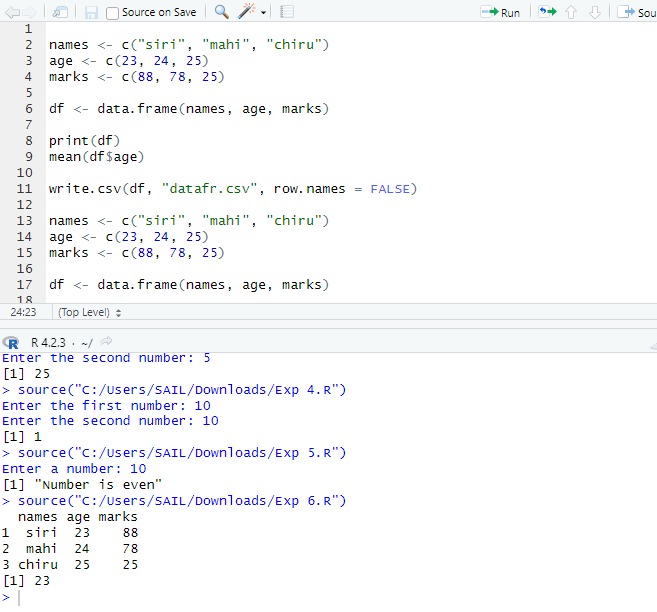 Source on Save Run Sou
1
2 names <- c("siri", "mahi", "chiru")
3 age <- c(23, 24, 25)
4 marks <- c(88, 78, 25)
5
6 df <- data.frame(names, age, marks)
7
8 print(df)
9 mean(df$age)
10
11 write.csv(df, "datafr.csv", row.names = FALSE)
12
13 names <- c("siri", "mahi", "chiru")
14 age <- c(23, 24, 25)
15 marks <- c(88, 78, 25)
16
17 df <- data.frame(names, age, marks)
18
24:23 (Top Level)
R R 4.2.3 · ~/
Enter the second number: 5
[1] 25
> source("C:/Users/SAIL/Downloads/Exp 4.R")
Enter the first number: 10
Enter the second number: 10
[1] 1
> source("C:/Users/SAIL/Downloads/Exp 5.R")
Enter a number: 10
[1] "Number is even"
> source("C:/Users/SAIL/Downloads/Exp 6.R")
names age marks
1 siri 23 88
2 mahi 24 78
3 chiru 25 25
[1] 23
>